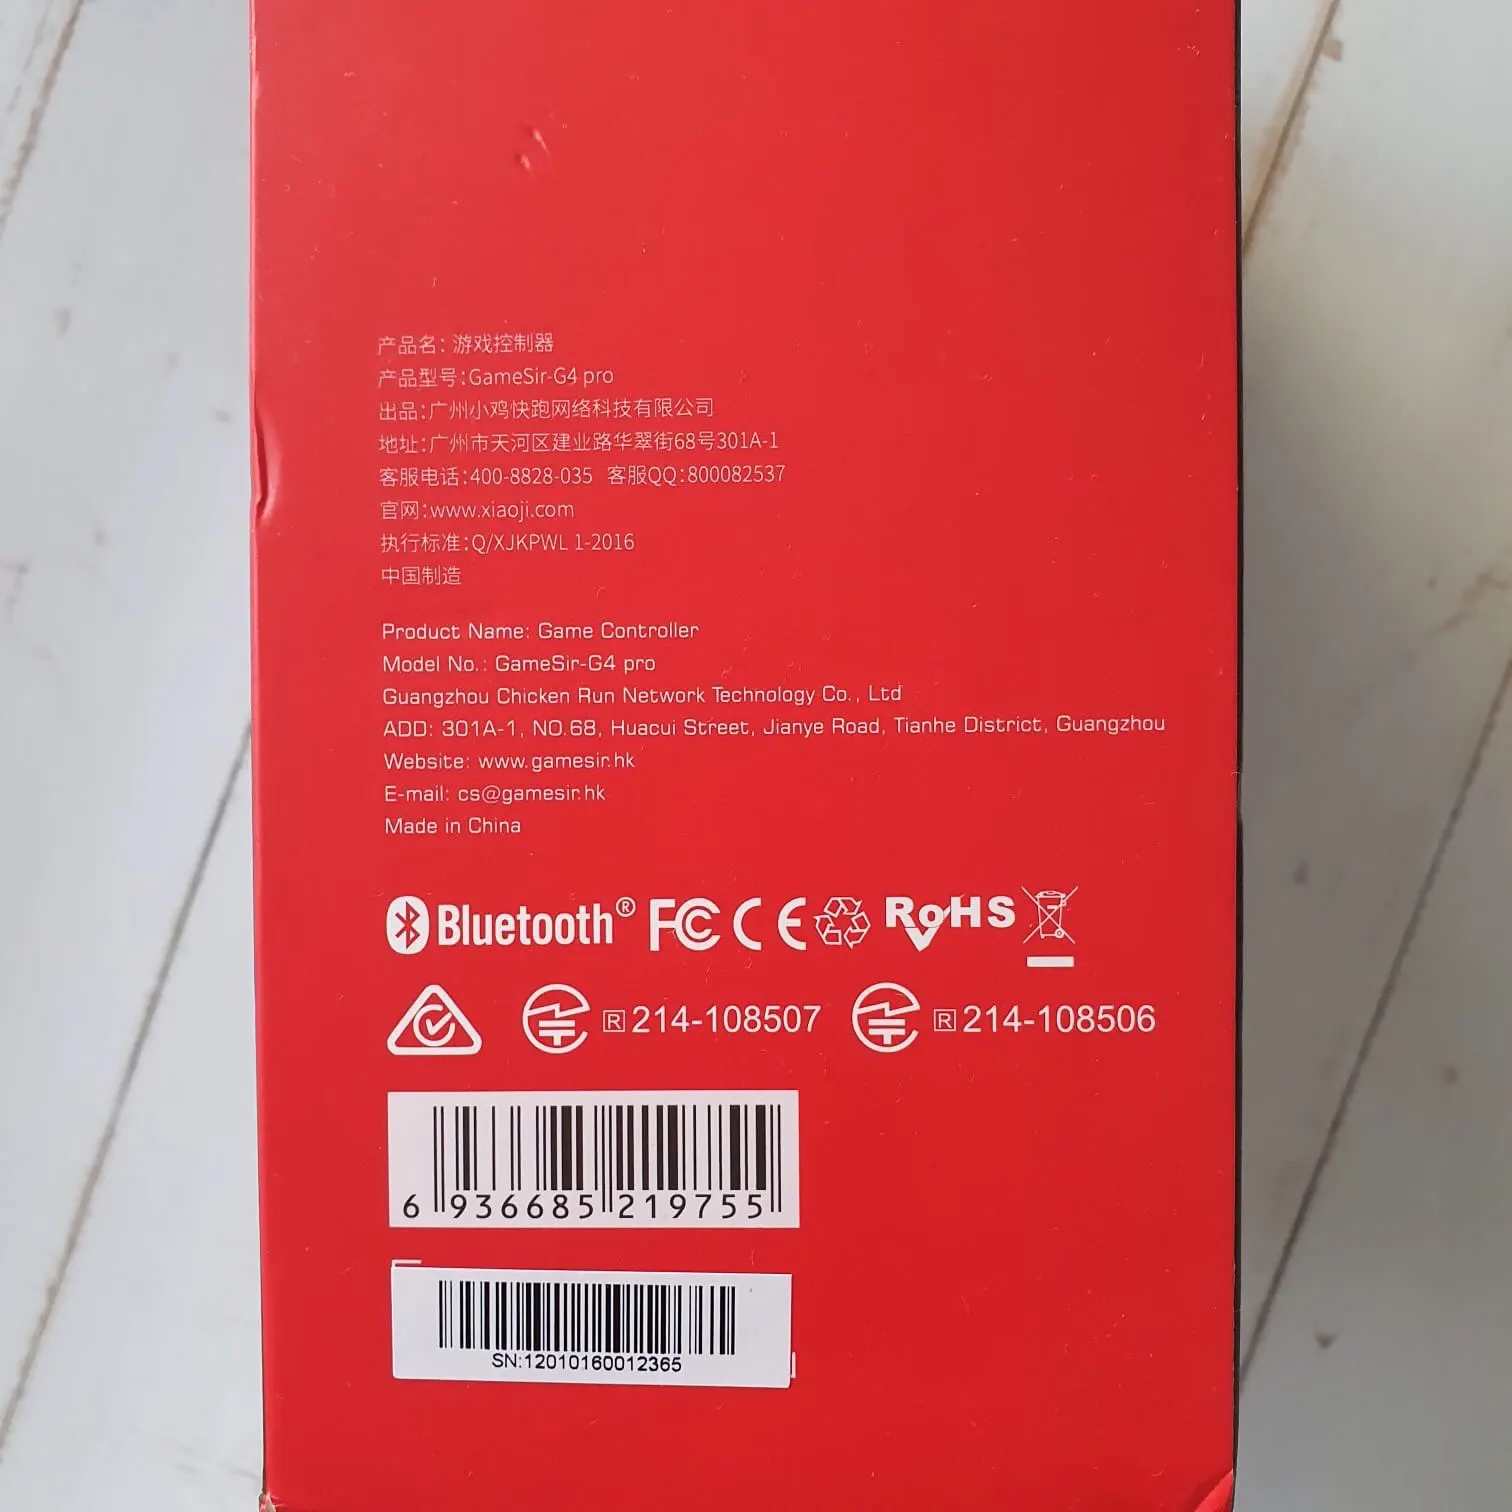 产品名：游戏控制器
产品型号：GameSir-G4 pro
出品：广州小鸡快跑网络科技有限公司
地址：广州市天河区建业路华翠街68号301A-1
客服电话：400-8828-035 客服QQ：800082537
官网：www.xiaoji.com
执行标准：Q/XJKPWL 1-2016
中国制造
Product Name: Game Controller
Model No.: GameSir-G4 pro
Guangzhou Chicken Run Network Technology Co., Ltd
ADD: 301A-1, NO.68, Huacui Street, Jianye Road, Tianhe District, Guangzhou
Website: www.gamesir.hk
E-mail: cs@gamesir.hk
Made in China
Bluetooth® FC CE RoHS
R 214-108507 R 214-108506
6 936685 219755
SN:12010160012365